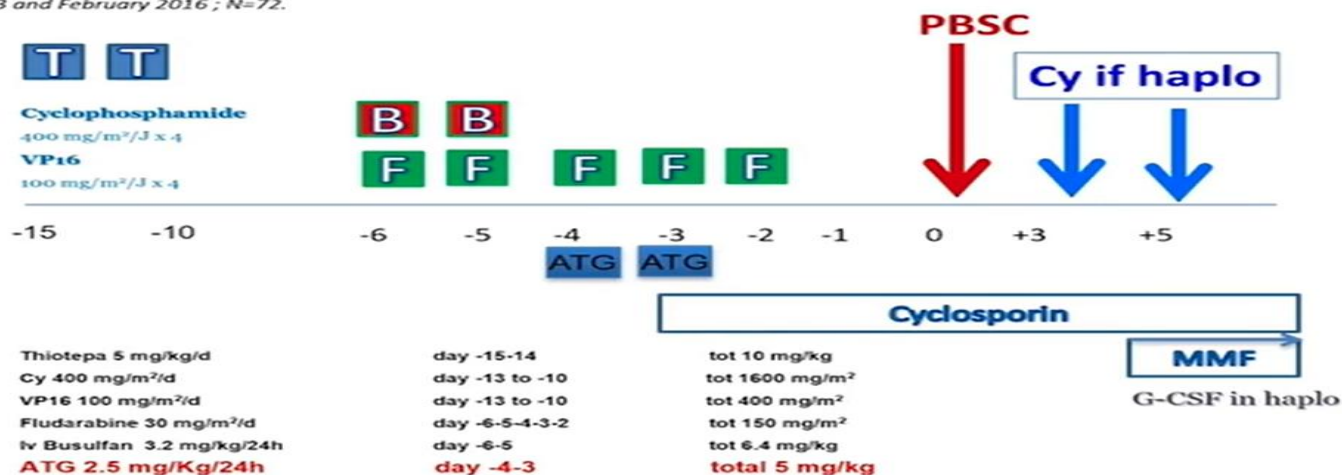 3 and February 2016 ; N=72.
PBSC
T T
Cy if haplo
Cyclophosphamide
400 mg/m²/J x 4
B B
VP16
100 mg/m²/J x 4
F F F F F
-15 -10 -6 -5 -4 -3 -2 -1 0 +3 +5
ATG ATG
Cyclosporin
MMF
G-CSF in haplo
Thiotepa 5 mg/kg/d day -15-14 tot 10 mg/kg
Cy 400 mg/m²/d day -13 to -10 tot 1600 mg/m²
VP16 100 mg/m²/d day -13 to -10 tot 400 mg/m²
Fludarabine 30 mg/m²/d day -6-5-4-3-2 tot 150 mg/m²
Iv Busulfan 3.2 mg/kg/24h day -6-5 tot 6.4 mg/kg
ATG 2.5 mg/Kg/24h day -4-3 total 5 mg/kg